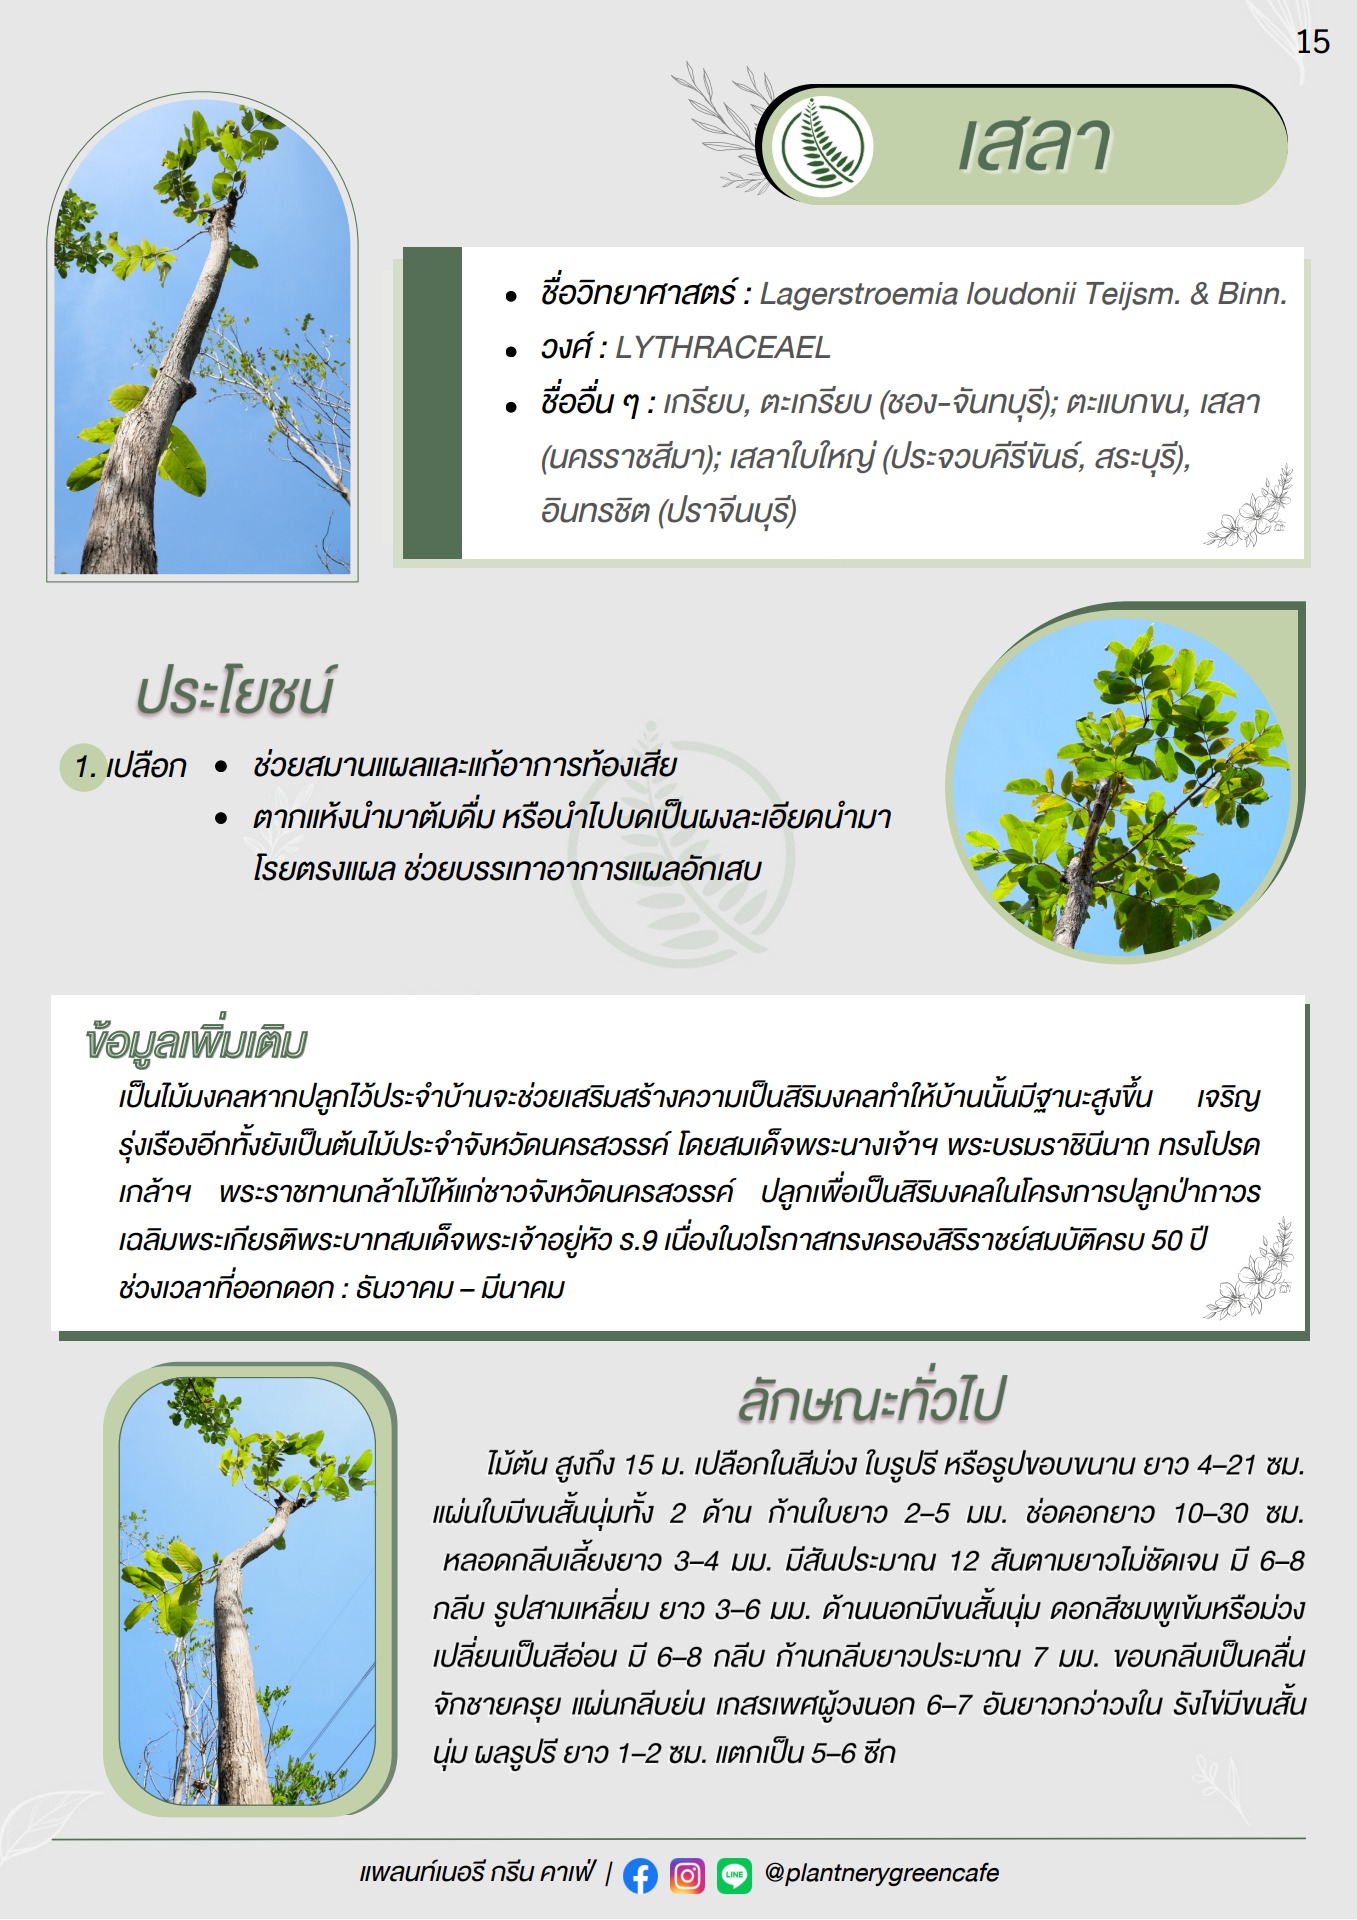 15
เสลา
ชื่อวิทยาศาสตร์ : Lagerstroemia loudonii Teijsm. & Binn.
วงศ์ : LYTHRACEAEL
ชื่ออื่น ๆ : เกรียบ, ตะเกรียบ (ชอง-จันทบุรี); ตะแบกขน, เสลา
(นครราชสีมา); เสลาใบใหญ่ (ประจวบคีรีขันธ์, สระบุรี),
อินทรชิต (ปราจีนบุรี)
ประโยชน์
1. เปลือก • ช่วยสมานแผลและแก้อาการท้องเสีย
• ตากแห้งนำมาต้มดื่ม หรือนำไปบดเป็นผงละเอียดนำมา
โรยตรงแผล ช่วยบรรเทาอาการแผลอักเสบ
ข้อมูลเพิ่มเติม
เป็นไม้มงคลหากปลูกไว้ประจำบ้านจะช่วยเสริมสร้างความเป็นสิริมงคลทำให้บ้านนั้นมีฐานะสูงขึ้น เจริญ
รุ่งเรืองอีกทั้งยังเป็นต้นไม้ประจำจังหวัดนครสวรรค์ โดยสมเด็จพระนางเจ้าฯ พระบรมราชินีนาถ ทรงโปรด
เกล้าฯ พระราชทานกล้าไม้ให้แก่ชาวจังหวัดนครสวรรค์ ปลูกเพื่อเป็นสิริมงคลในโครงการปลูกป่าถาวร
เฉลิมพระเกียรติพระบาทสมเด็จพระเจ้าอยู่หัว ร.9 เนื่องในวโรกาสทรงครองสิริราชย์สมบัติครบ 50 ปี
ช่วงเวลาที่ออกดอก : ธันวาคม – มีนาคม
ลักษณะทั่วไป
ไม้ต้น สูงถึง 15 ม. เปลือกในสีม่วง ใบรูปรี หรือรูปขอบขนาน ยาว 4–21 ซม.
แผ่นใบมีขนสั้นนุ่มทั้ง 2 ด้าน ก้านใบยาว 2–5 มม. ช่อดอกยาว 10–30 ซม.
หลอดกลีบเลี้ยงยาว 3–4 มม. มีสันประมาณ 12 สันตามยาวไม่ชัดเจน มี 6–8
กลีบ รูปสามเหลี่ยม ยาว 3–6 มม. ด้านนอกมีขนสั้นนุ่ม ดอกสีชมพูเข้มหรือม่วง
เปลี่ยนเป็นสีอ่อน มี 6–8 กลีบ ก้านกลีบยาวประมาณ 7 มม. ขอบกลีบเป็นคลื่น
จักชายครุย แผ่นกลีบย่น เกสรเพศผู้วงนอก 6–7 อันยาวกว่าวงใน รังไข่มีขนสั้น
นุ่ม ผลรูปรี ยาว 1–2 ซม. แตกเป็น 5–6 ซีก
แพลนท์เนอรี กรีน คาเฟ่ | LINE @plantnerygreencafe